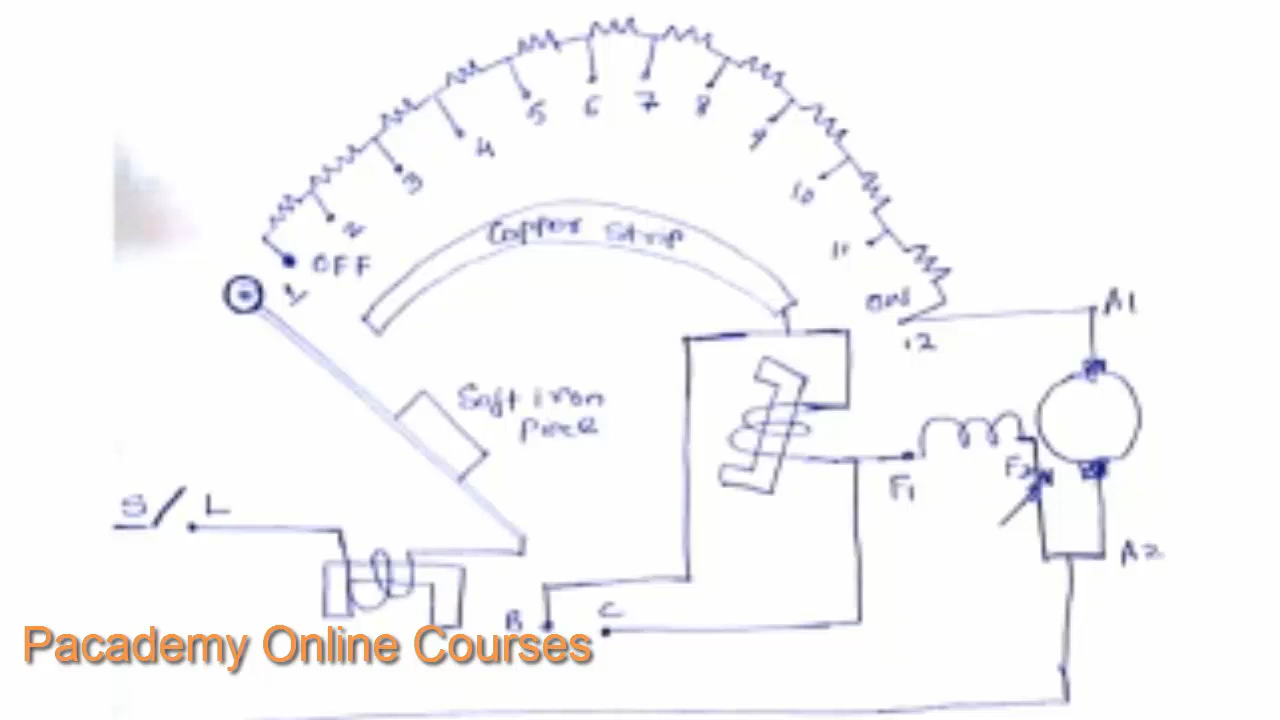 6
7
5
8
4
9
3
10
2
Copper Strip
11
OFF
1
ON
A1
12
Soft iron
piece
F2
F1
S
L
A2
B
C
Pacademy Online Courses